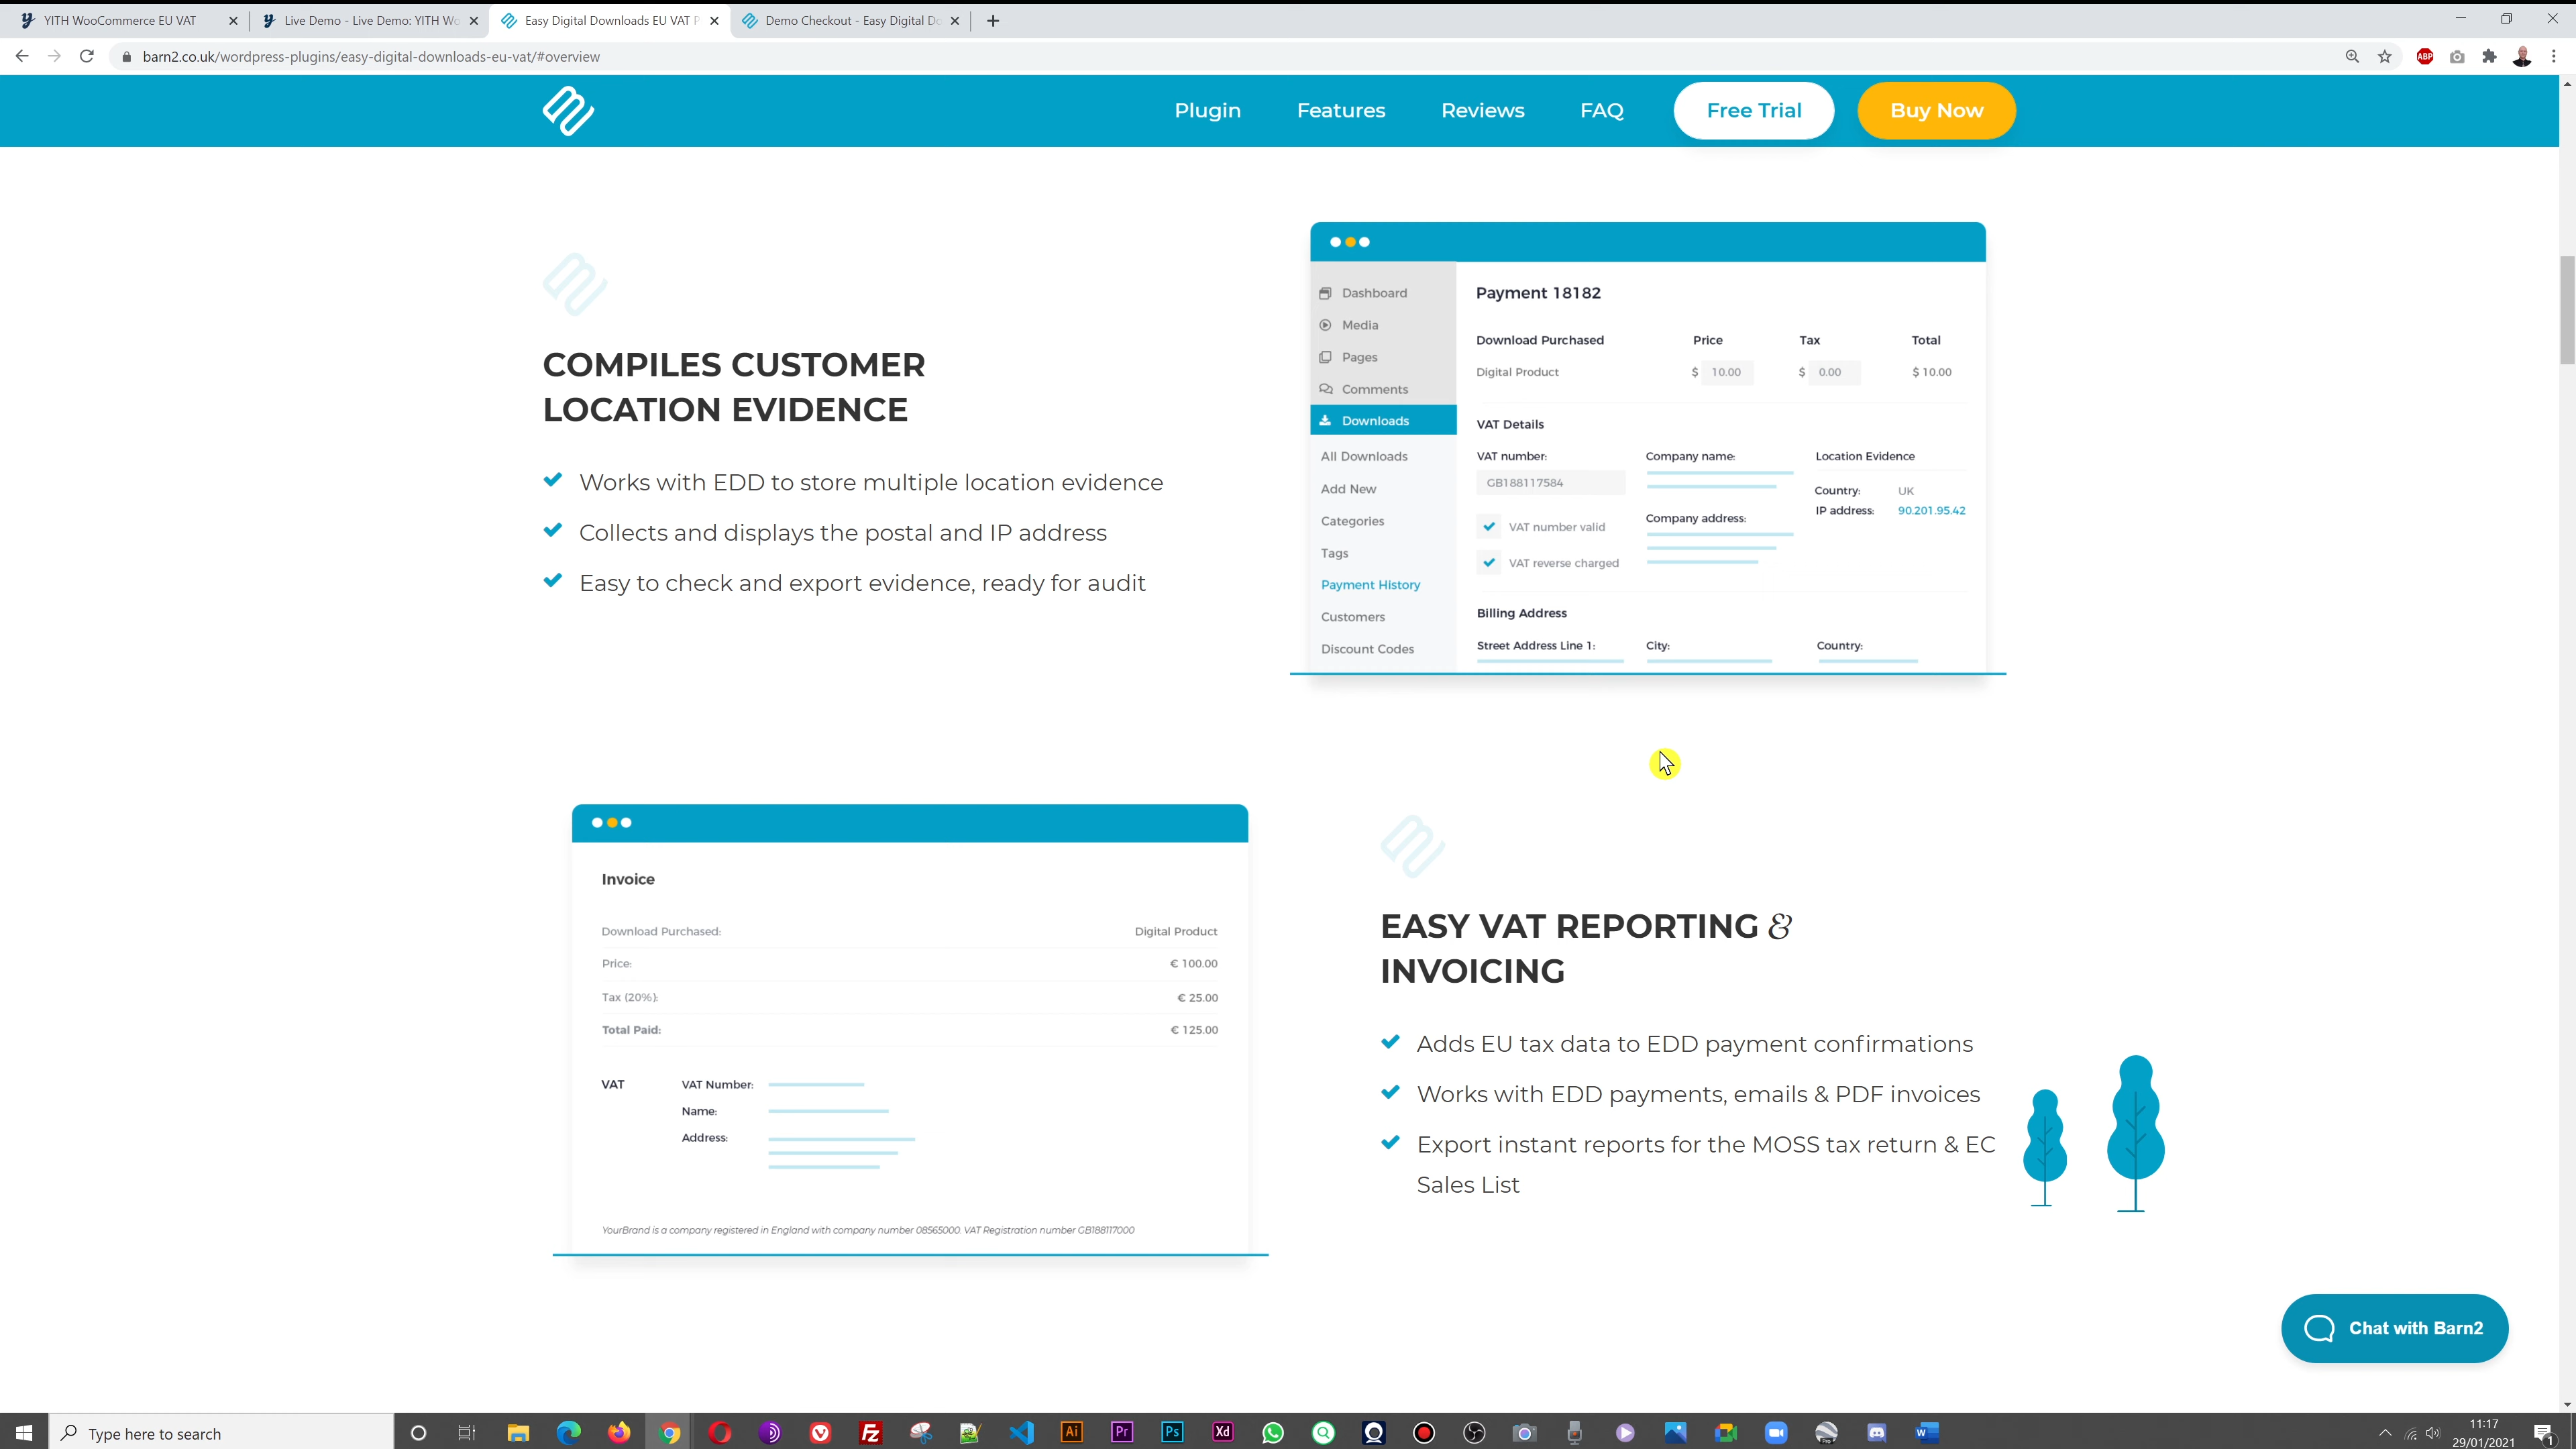 YITH WooCommerce EU VAT
Live Demo - Live Demo: YITH Wo
Easy Digital Downloads EU VAT P
Demo Checkout - Easy Digital Do
barn2.co.uk/wordpress-plugins/easy-digital-downloads-eu-vat/#overview
ABP
Plugin
Features
Reviews
FAQ
Free Trial
Buy Now
COMPILES CUSTOMER
LOCATION EVIDENCE
Works with EDD to store multiple location evidence
Collects and displays the postal and IP address
Easy to check and export evidence, ready for audit
Dashboard
Media
Pages
Comments
Downloads
All Downloads
Add New
Categories
Tags
Payment History
Customers
Discount Codes
Payment 18182
Download Purchased Price Tax Total
Digital Product $ 10.00 $ 0.00 $ 10.00
VAT Details
VAT number: Company name: Location Evidence
GB188117584
Country: UK
IP address: 90.201.95.42
Company address:
VAT number valid
VAT reverse charged
Billing Address
Street Address Line 1: City: Country:
Invoice
Download Purchased: Digital Product
Price: € 100.00
Tax (20%): € 25.00
Total Paid: € 125.00
VAT VAT Number:
Name:
Address:
YourBrand is a company registered in England with company number 08565000. VAT Registration number GB188117000
EASY VAT REPORTING &
INVOICING
Adds EU tax data to EDD payment confirmations
Works with EDD payments, emails & PDF invoices
Export instant reports for the MOSS tax return & EC
Sales List
Chat with Barn2
Type here to search
Fz
Ai
Pr
Ps
Xd
W
11:17
29/01/2021
1